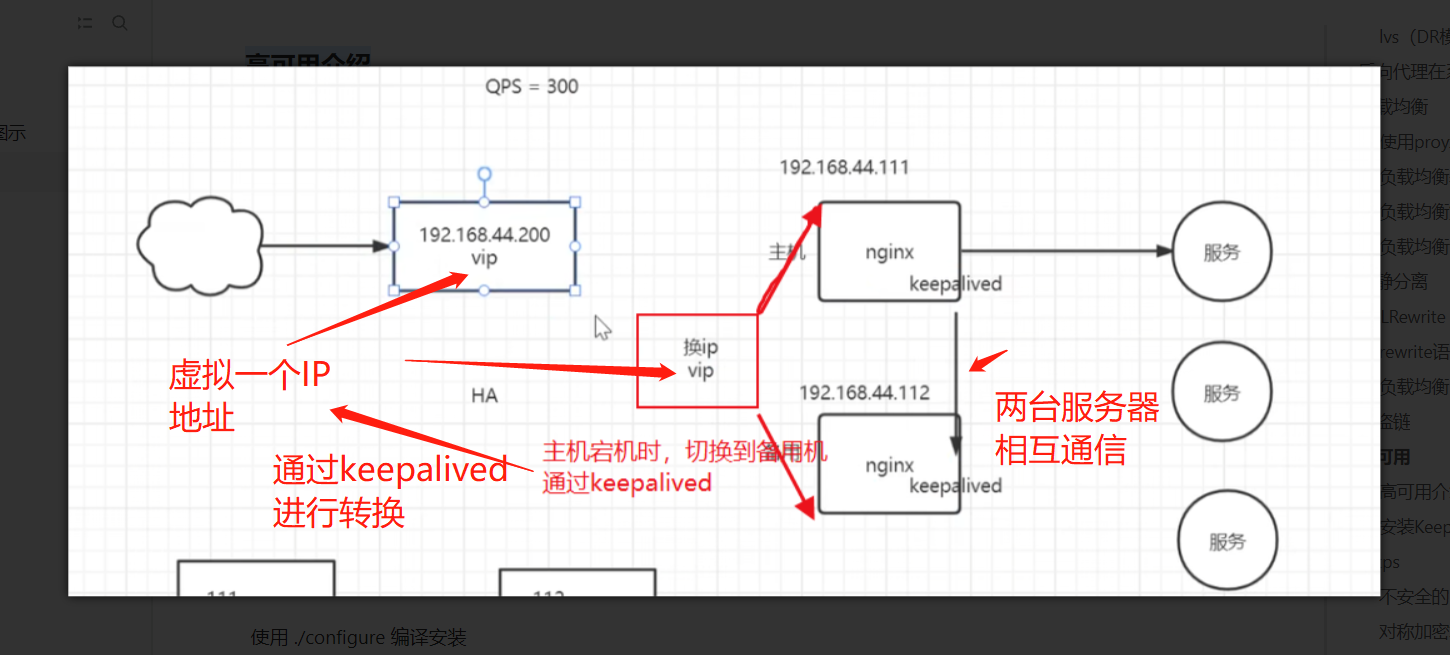 高可用介绍
QPS = 300
192.168.44.111
192.168.44.200
vip
主机
nginx
keepalived
服务
虚拟一个IP
地址
换ip
vip
HA
192.168.44.112
服务
两台服务器
相互通信
通过keepalived
进行转换
主机宕机时，切换到备用机
通过keepalived
nginx
keepalived
服务
使用 ./configure 编译安装
图示
lvs（DR模
向代理在
载均衡
使用proxy
负载均衡
负载均衡
负载均衡
静分离
LRewrite
rewrite语
负载均衡
盗链
可用
高可用介
安装Keep
ps
不安全的
对称加密